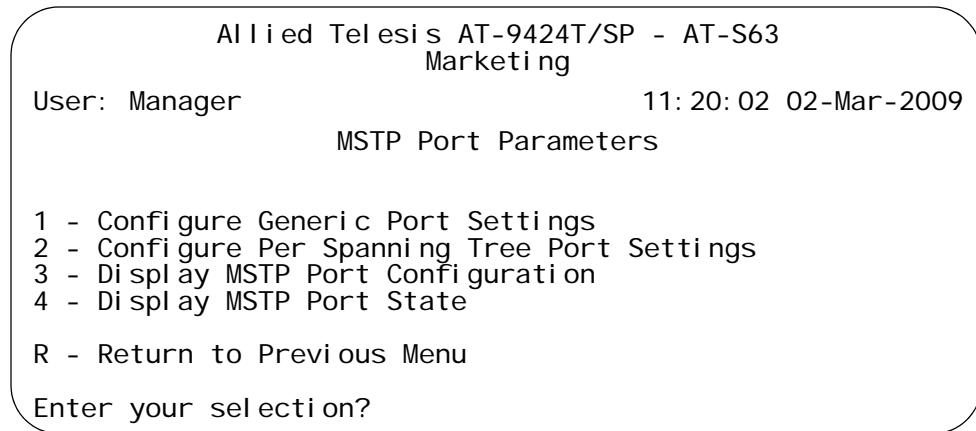 Allied Telesis AT-9424T/SP - AT-S63
Marketing
User: Manager 11:20:02 02-Mar-2009
MSTP Port Parameters
1 - Configure Generic Port Settings
2 - Configure Per Spanning Tree Port Settings
3 - Display MSTP Port Configuration
4 - Display MSTP Port State
R - Return to Previous Menu
Enter your selection?